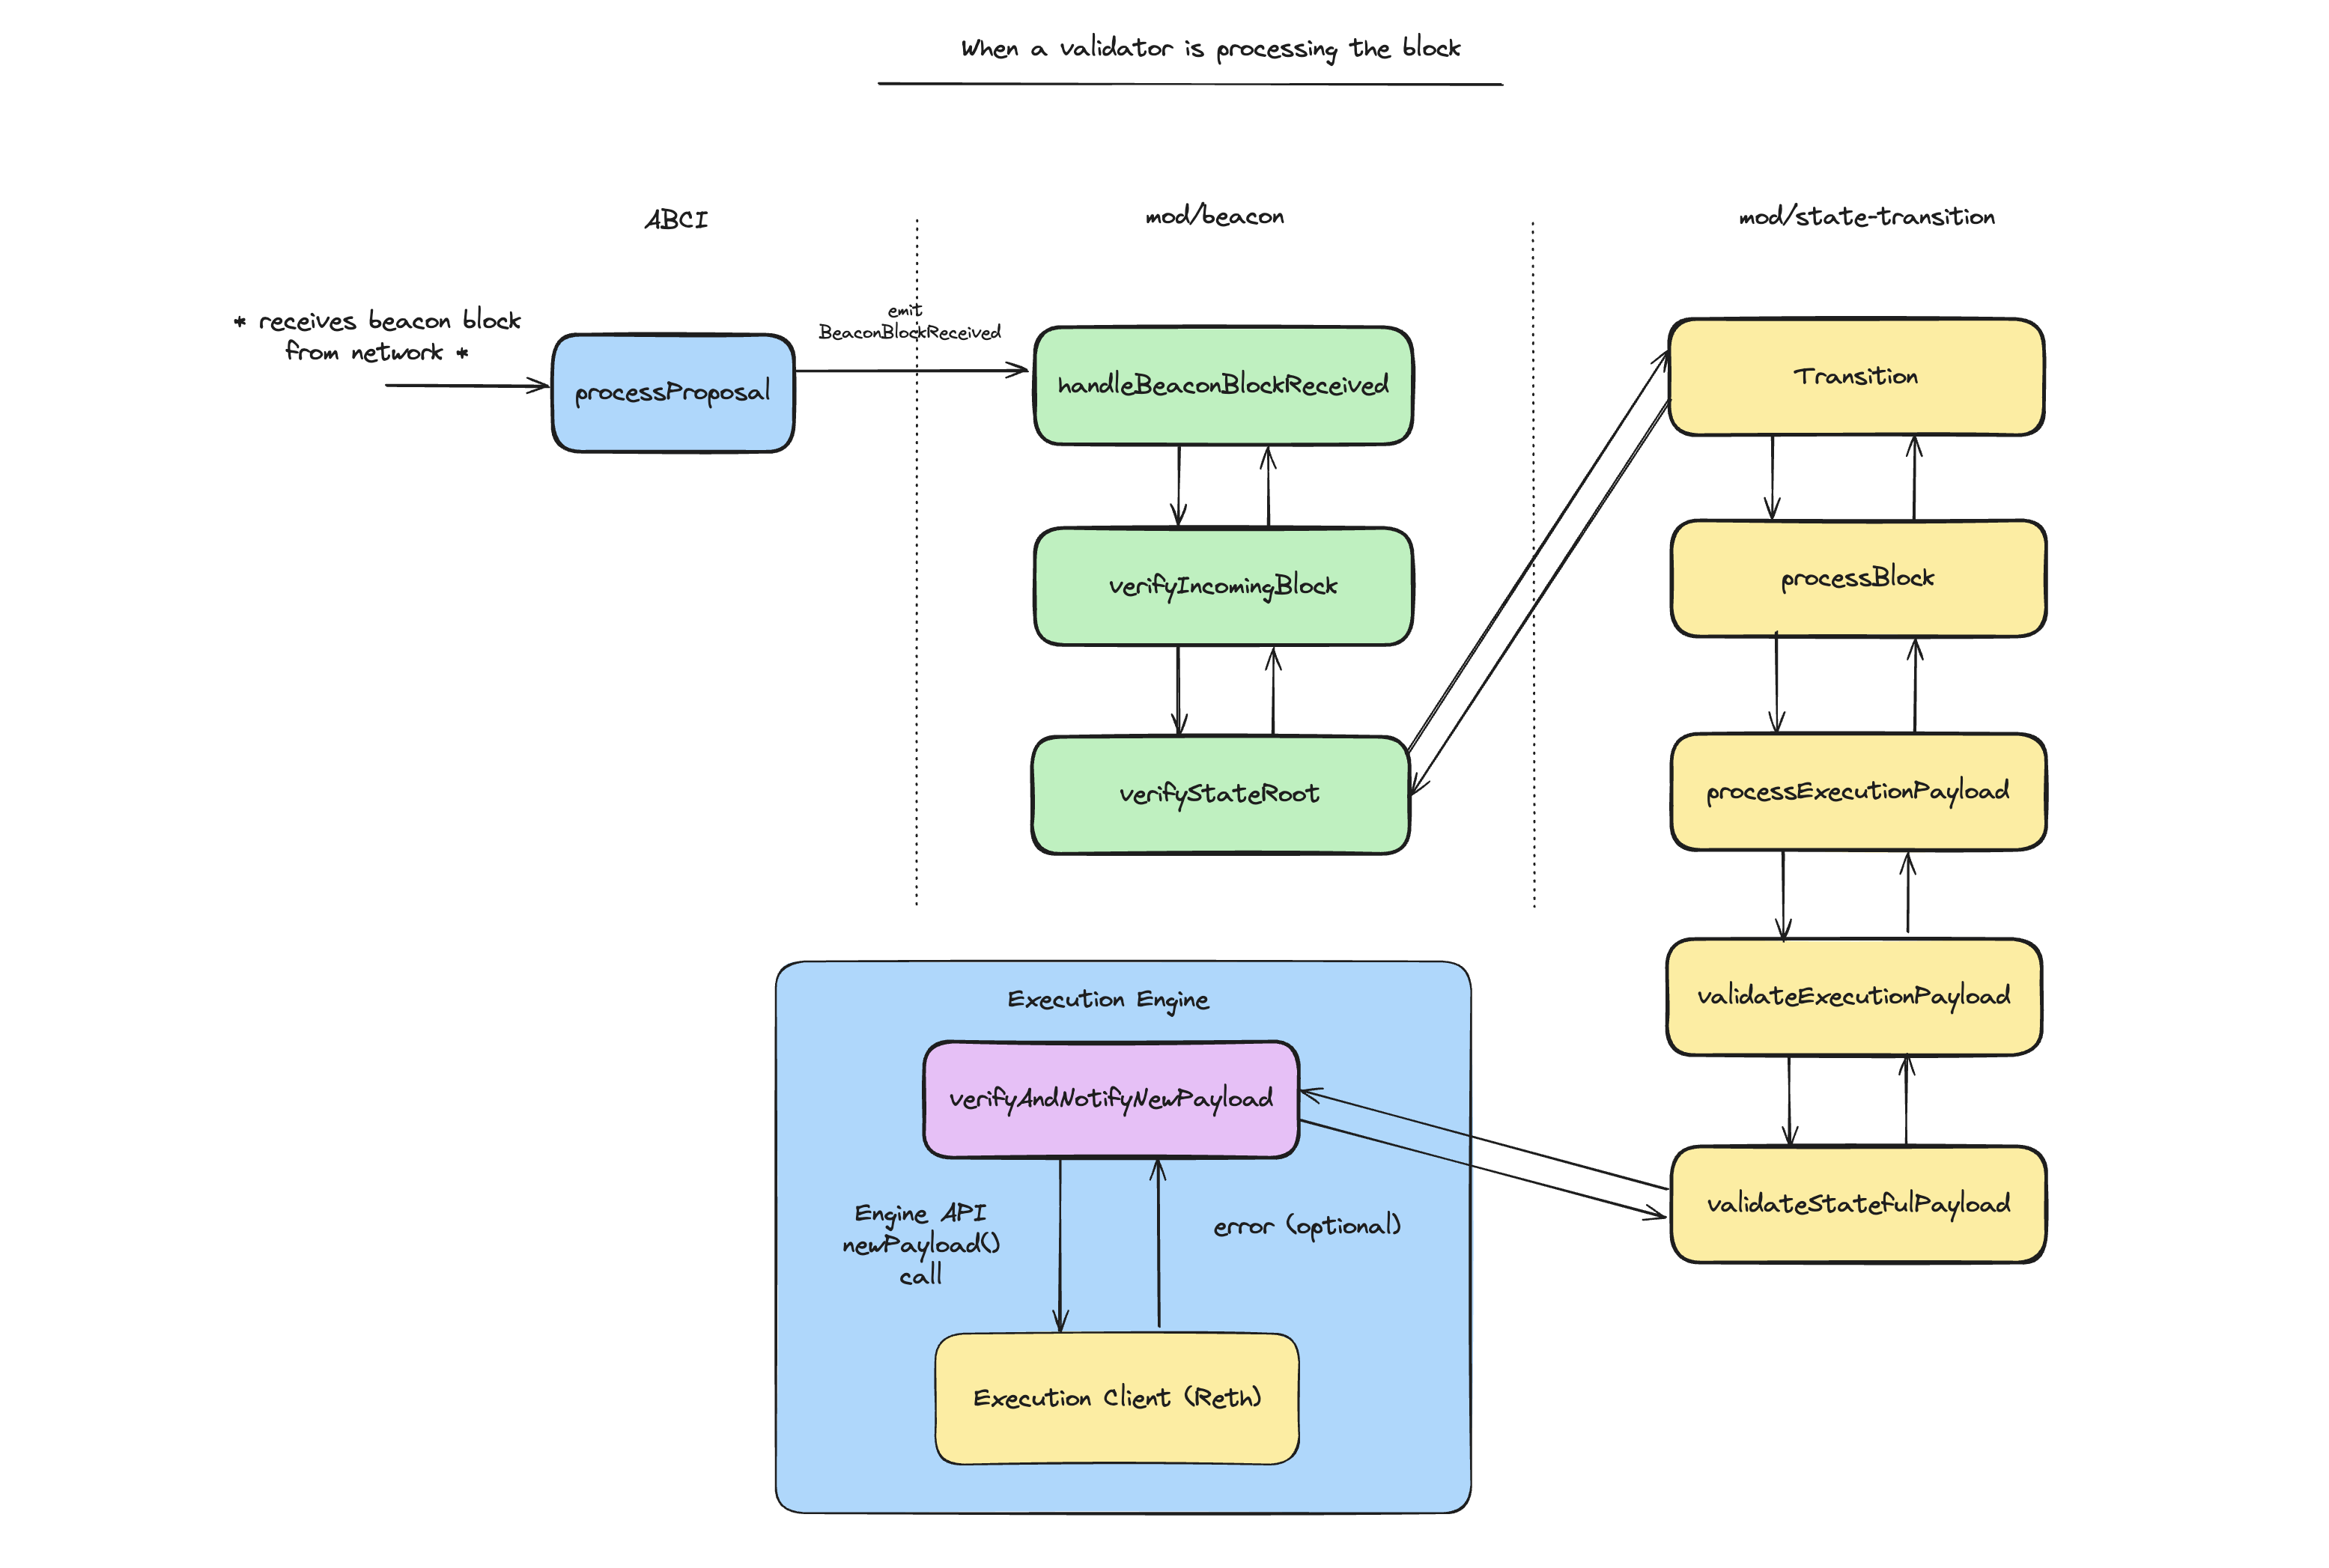 When a validator is processing the block
ABCI
mod/beacon
mod/state-transition
* receives beacon block
from network *
processProposal
emit
BeaconBlockReceived
handleBeaconBlockReceived
Transition
verifyIncomingBlock
processBlock
verifyStateRoot
processExecutionPayload
validateExecutionPayload
Execution Engine
verifyAndNotifyNewPayload
validateStatefulPayload
Engine API
newPayload()
call
error (optional)
Execution Client (Reth)